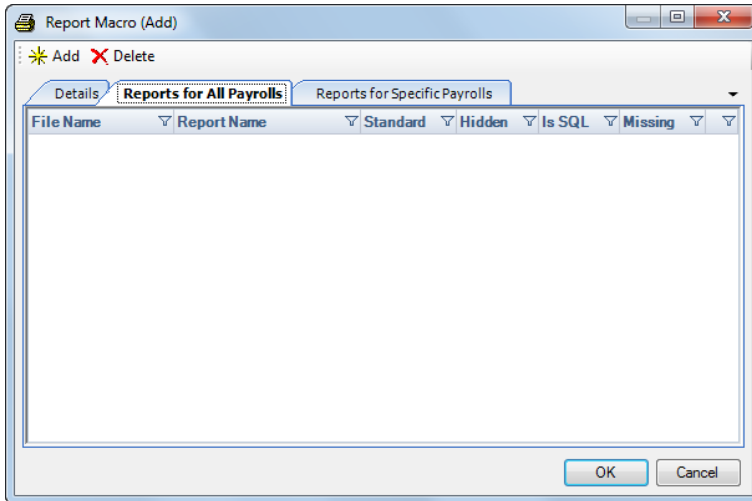 Report Macro (Add)
Add Delete
Details Reports for All Payrolls Reports for Specific Payrolls
File Name Report Name Standard Hidden Is SQL Missing
OK Cancel